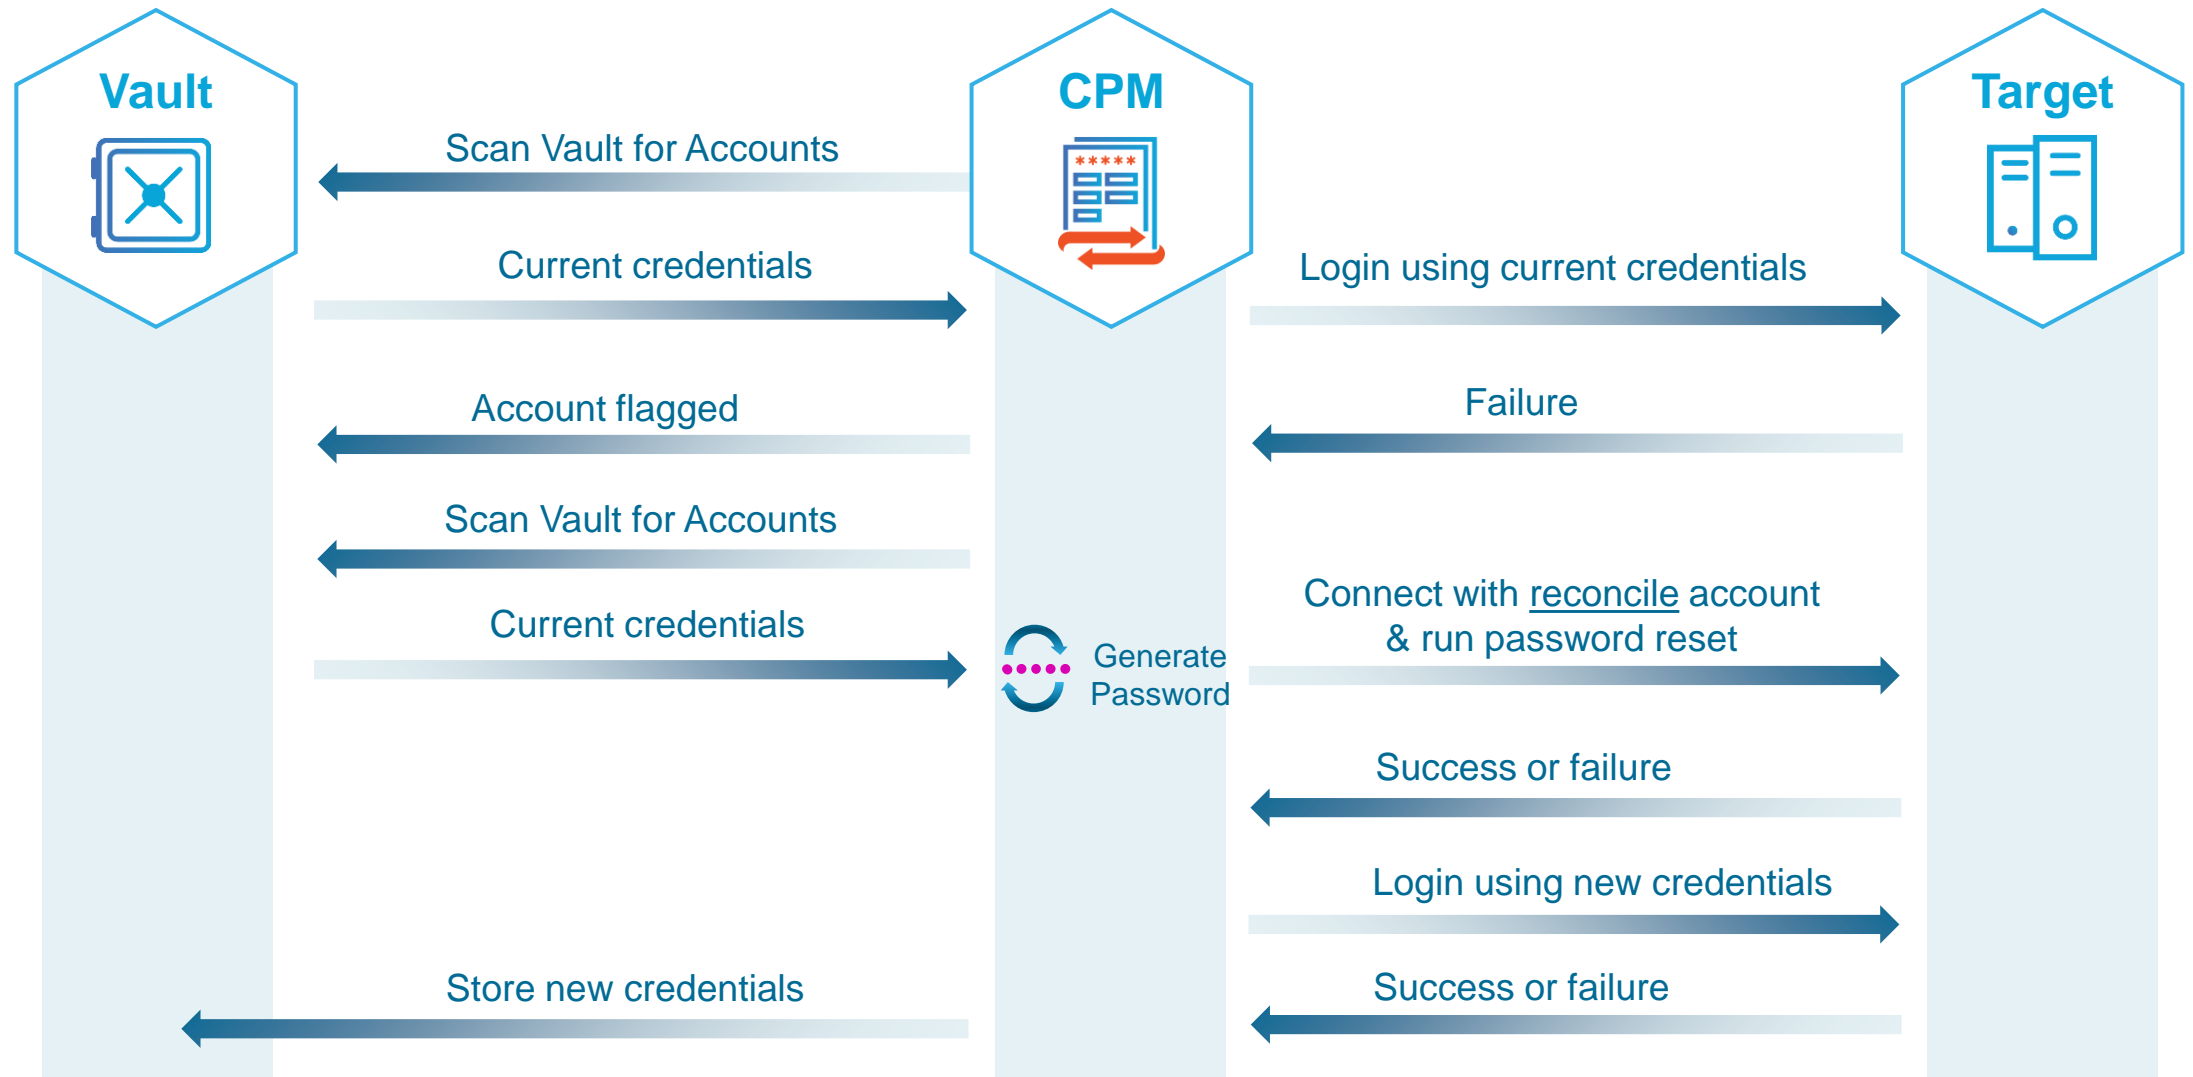 Vault
CPM
Target
Scan Vault for Accounts
*****
Current credentials
Login using current credentials
Account flagged
Failure
Scan Vault for Accounts
Current credentials
Connect with reconcile account
& run password reset
Generate
Password
Success or failure
Login using new credentials
Store new credentials
Success or failure